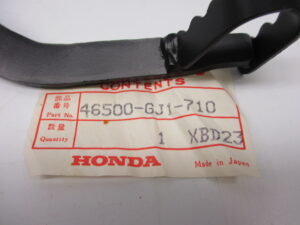 CONTENTS
部品番号 Part No. 46500-GJ1-710
数量 Quantity 1 XBD23
HONDA Made in Japan